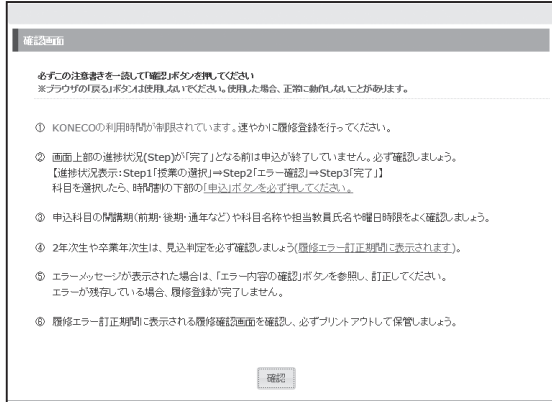 確認画面
必ずこの注意書きを一読して「確認」ボタンを押してください
※ブラウザの「戻る」ボタンは使用しないでください。使用した場合、正常に動作しないことがあります。
① KONECOの利用時間が制限されています。速やかに履修登録を行ってください。
② 画面上部の進捗状況(Step)が「完了」となる前は申込が終了していません。必ず確認しましょう。
【進捗状況表示:Step1「授業の選択」⇒Step2「エラー確認」⇒Step3「完了」】
科目を選択したら、時間割の下部の「申込」ボタンを必ず押してください。
③ 申込科目の開講期(前期・後期・通年など)や科目名称や担当教員氏名や曜日時限をよく確認しましょう。
④ 2年次生や卒業年次生は、見込判定を必ず確認しましょう(履修エラー訂正期間に表示されます)。
⑤ エラーメッセージが表示された場合は、「エラー内容の確認」ボタンを参照し、訂正してください。
エラーが残存している場合、履修登録が完了しません。
⑥ 履修エラー訂正期間に表示される履修確認画面を確認し、必ずプリントアウトして保管しましょう。
確認